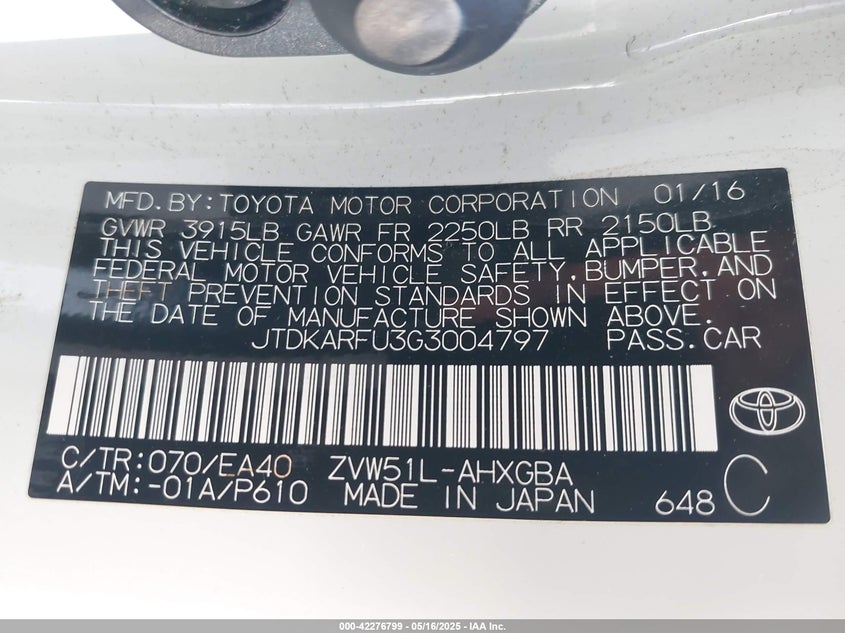 MFD. BY: TOYOTA MOTOR CORPORATION 01/16
GVWR 3915LB GAWR FR 2250LB RR 2150LB
THIS VEHICLE CONFORMS TO ALL APPLICABLE
FEDERAL MOTOR VEHICLE SAFETY, BUMPER, AND
THEFT PREVENTION STANDARDS IN EFFECT ON
THE DATE OF MANUFACTURE SHOWN ABOVE.
JTDKARFU3G3004797 PASS. CAR
C/TR: 070/EA40 ZVW51L-AHXGBA
A/TM: -01A/P610 MADE IN JAPAN 648 C
000-42276799 - 05/16/2025 - IAA Inc.